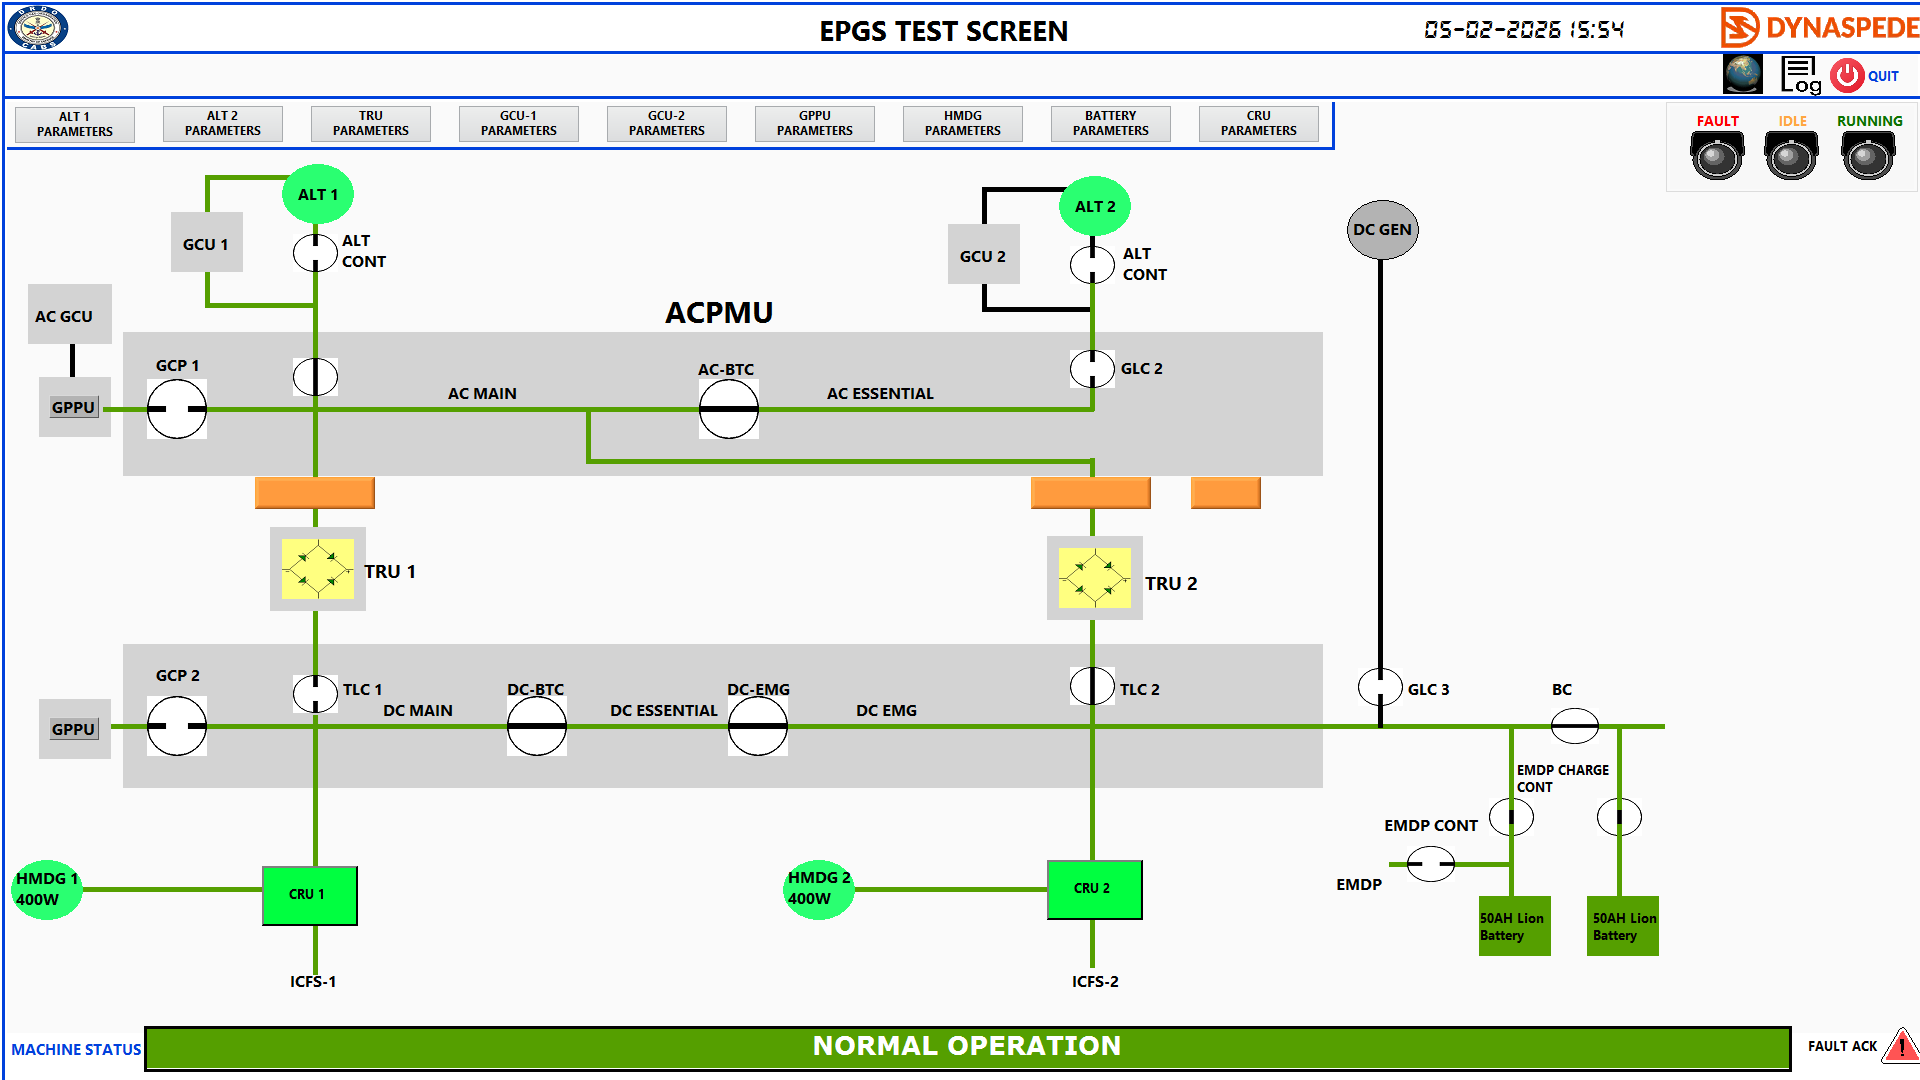 DRDO
CABS
EPGS TEST SCREEN
05-02-2026 15:54
DYNASPEDE
Log
QUIT
ALT 1
PARAMETERS
ALT 2
PARAMETERS
TRU
PARAMETERS
GCU-1
PARAMETERS
GCU-2
PARAMETERS
GPPU
PARAMETERS
HMDG
PARAMETERS
BATTERY
PARAMETERS
CRU
PARAMETERS
FAULT
IDLE
RUNNING
ALT 1
GCU 1
ALT
CONT
ALT 2
GCU 2
ALT
CONT
DC GEN
AC GCU
ACPMU
GCP 1
AC-BTC
GLC 2
AC MAIN
AC ESSENTIAL
GPPU
TRU 1
TRU 2
GCP 2
TLC 1
DC-BTC
DC-EMG
TLC 2
GLC 3
BC
DC MAIN
DC ESSENTIAL
DC EMG
GPPU
EMDP CHARGE
CONT
EMDP CONT
EMDP
HMDG 1
400W
CRU 1
HMDG 2
400W
CRU 2
50AH Lion
Battery
50AH Lion
Battery
ICFS-1
ICFS-2
MACHINE STATUS
NORMAL OPERATION
FAULT ACK